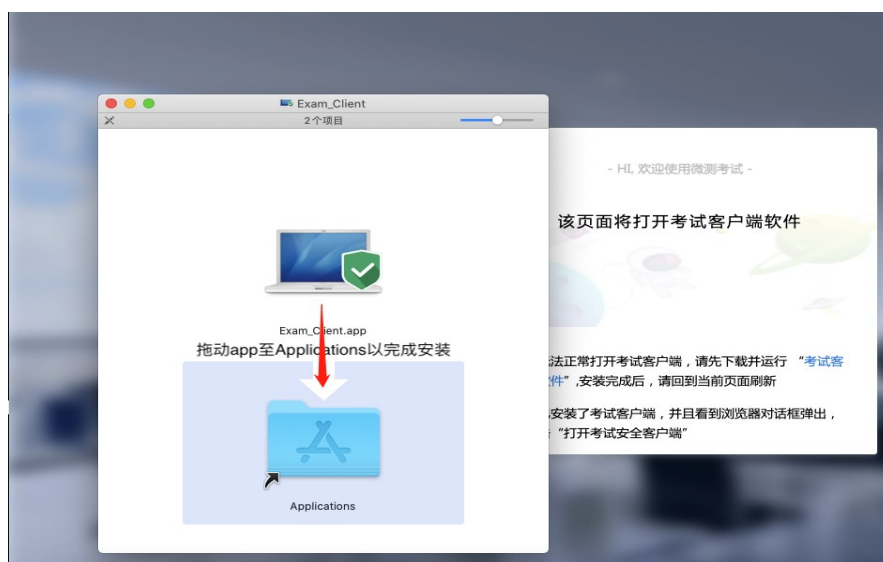 Exam_Client
2个项目
Exam_Client.app
拖动app至Applications以完成安装
Applications
- HI, 欢迎使用微测考试 -
该页面将打开考试客户端软件
法正常打开考试客户端，请先下载并运行 “考试客
件”,安装完成后，请回到当前页面刷新
安装了考试客户端，并且看到浏览器对话框弹出，
“打开考试安全客户端”